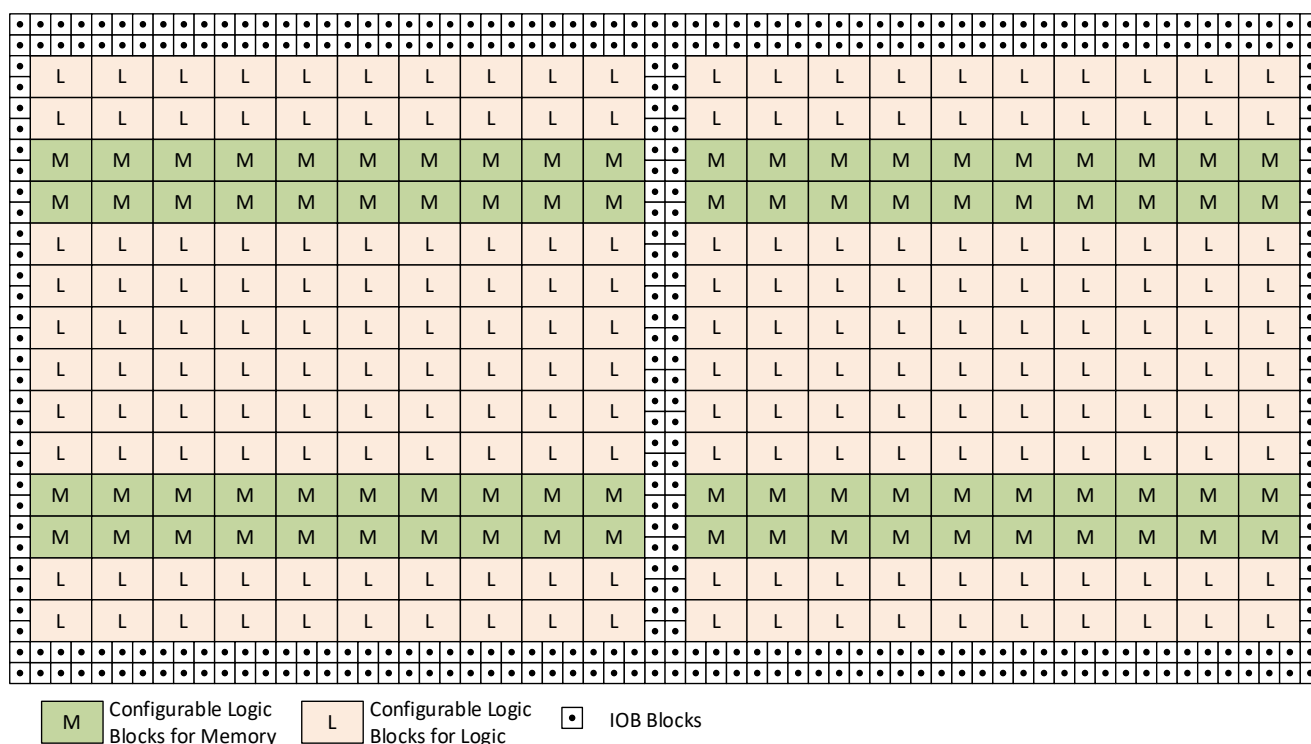 L L L L L L L L L L L L L L L L L L L L
L L L L L L L L L L L L L L L L L L L L
M M M M M M M M M M M M M M M M M M M M
M M M M M M M M M M M M M M M M M M M M
L L L L L L L L L L L L L L L L L L L L
L L L L L L L L L L L L L L L L L L L L
L L L L L L L L L L L L L L L L L L L L
L L L L L L L L L L L L L L L L L L L L
L L L L L L L L L L L L L L L L L L L L
L L L L L L L L L L L L L L L L L L L L
M M M M M M M M M M M M M M M M M M M M
M M M M M M M M M M M M M M M M M M M M
L L L L L L L L L L L L L L L L L L L L
L L L L L L L L L L L L L L L L L L L L
M
Configurable Logic
Blocks for Memory
L
Configurable Logic
Blocks for Logic
IOB Blocks